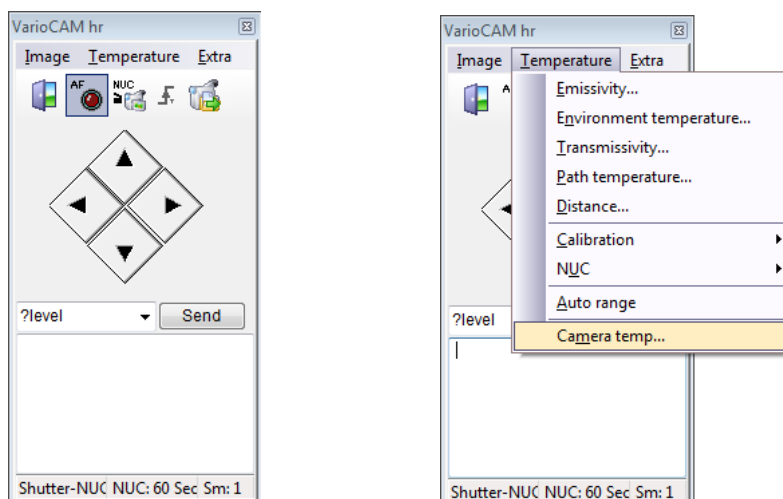 VarioCAM hr
Image Temperature Extra
AF NUC
?level Send
Shutter-NUC NUC: 60 Sec Sm: 1
VarioCAM hr
Image Temperature Extra
A
Emissivity...
Environment temperature...
Transmissivity...
Path temperature...
Distance...
Calibration
NUC
Auto range
Camera temp...
?level
Shutter-NUC NUC: 60 Sec Sm: 1